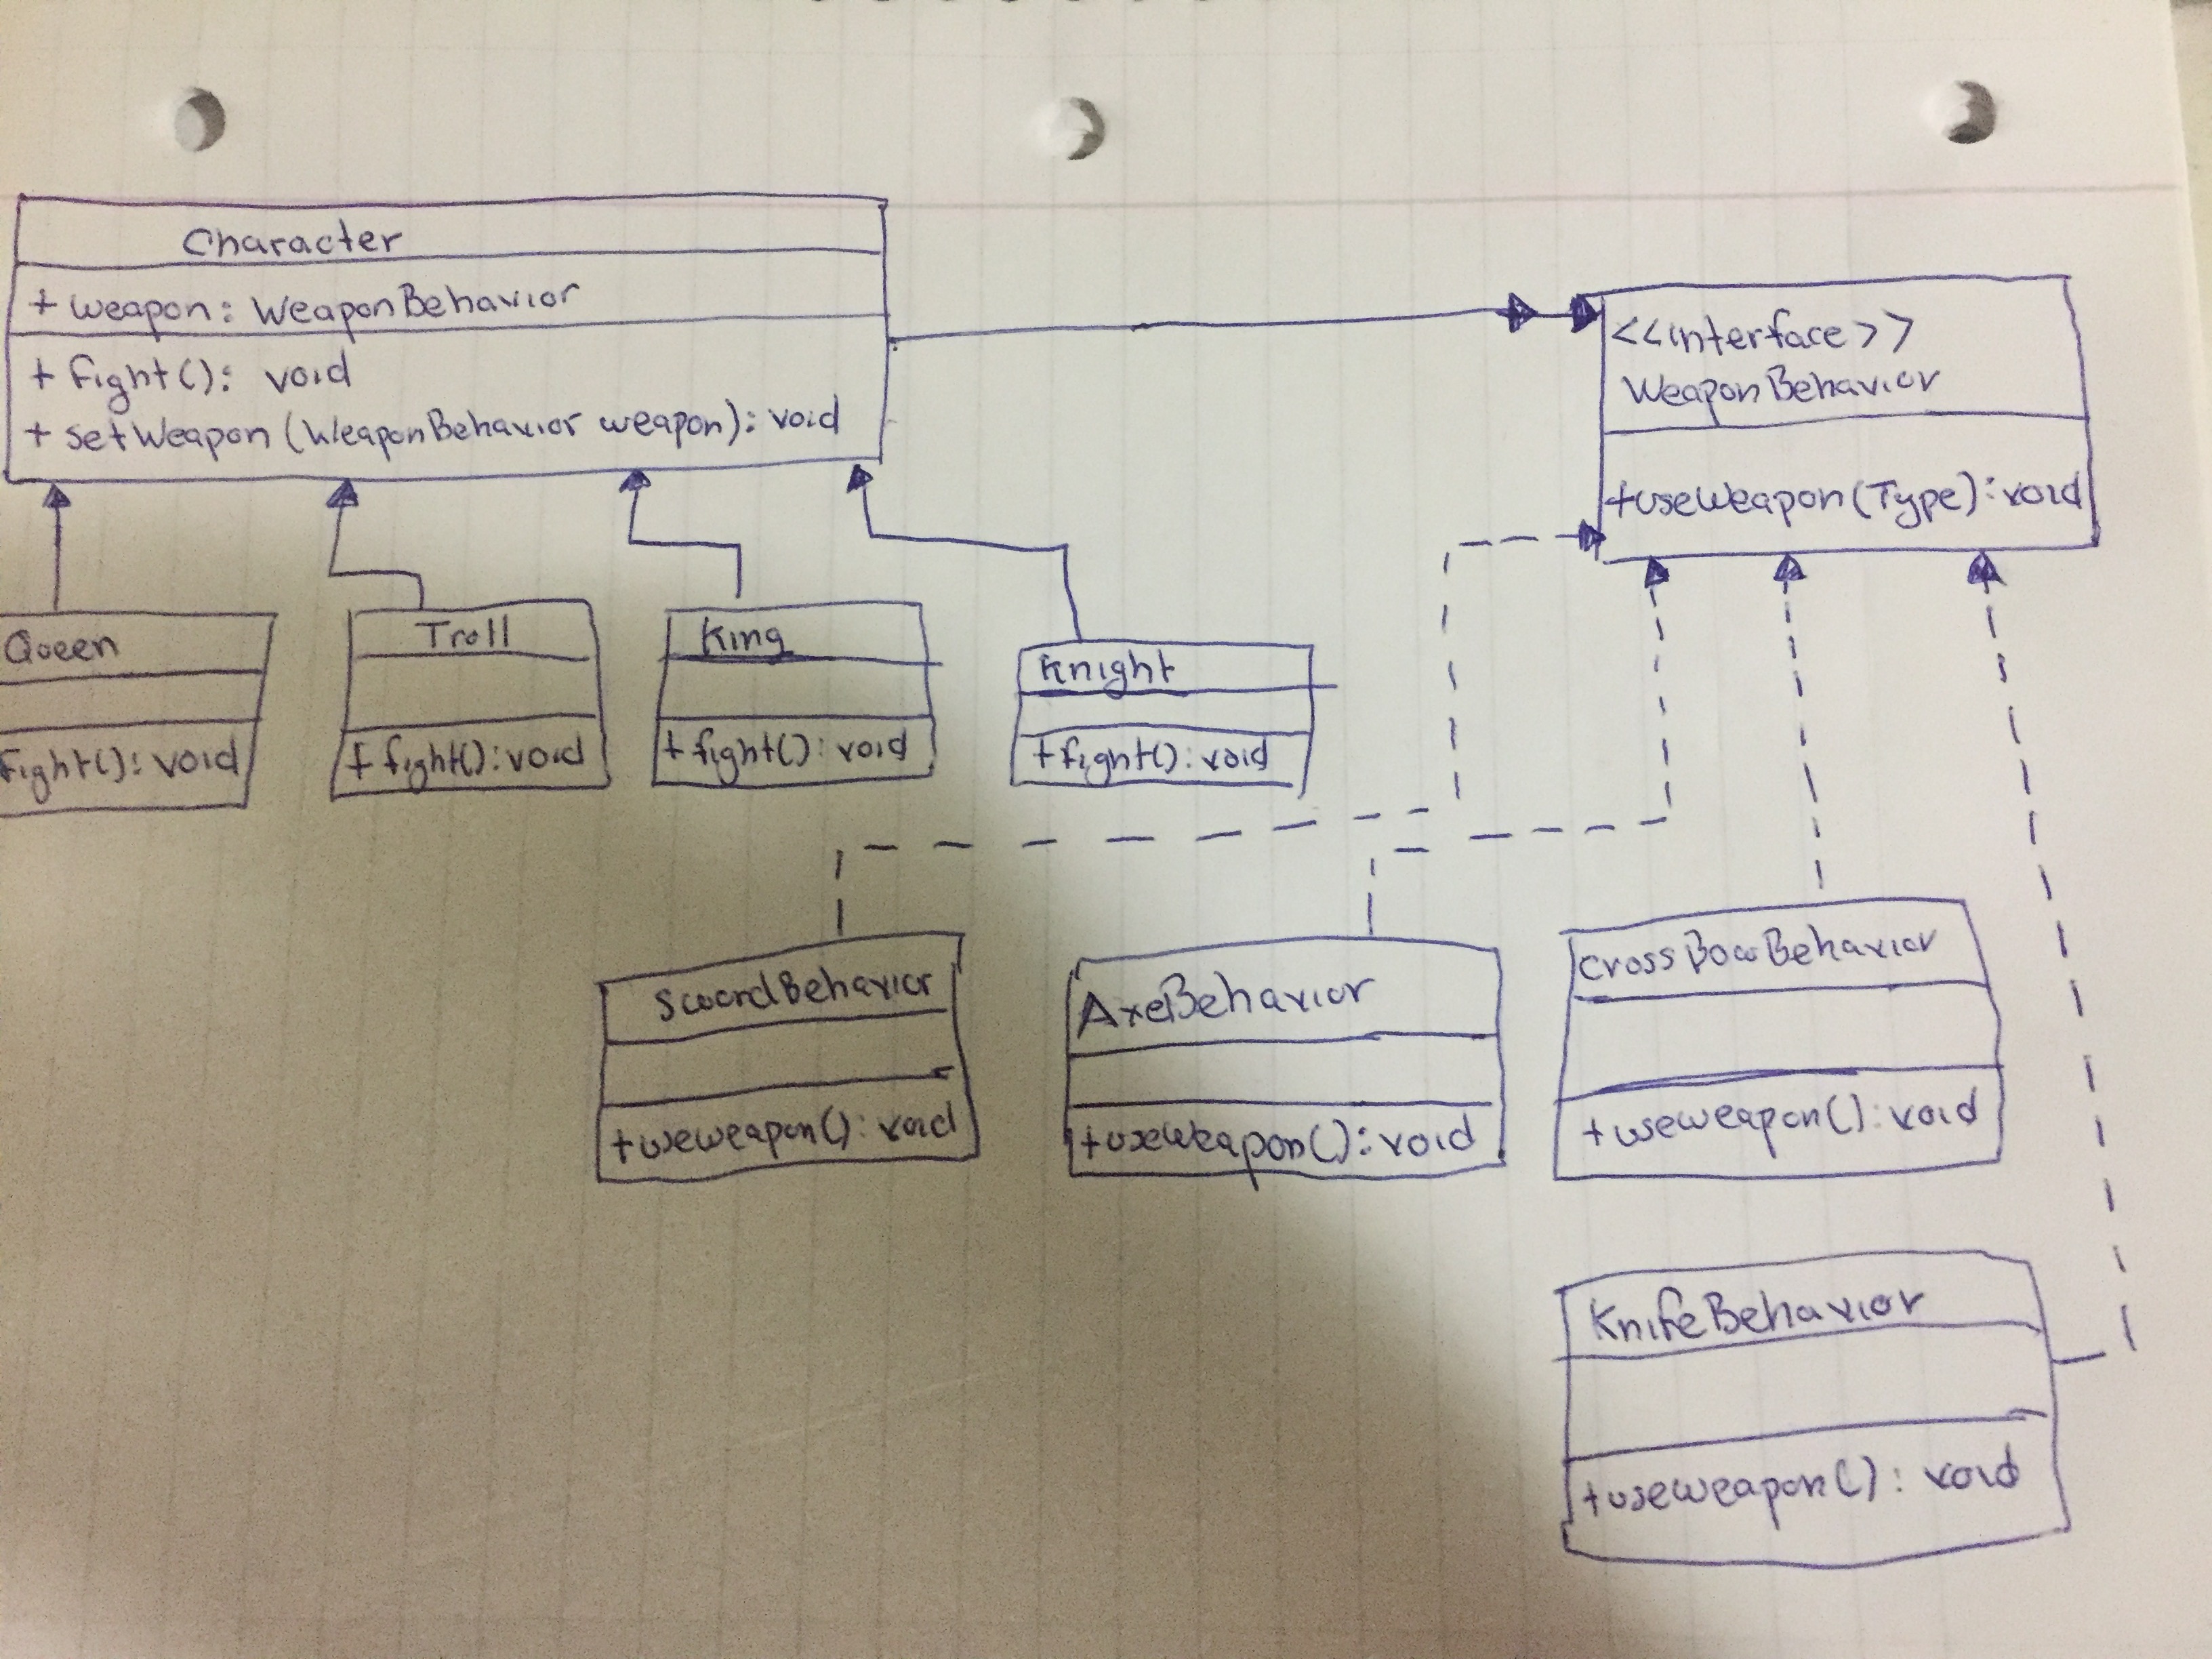 Character
+ weapon: WeaponBehavior
+ fight(): void
+ setWeapon(WeaponBehavior weapon): void
<<interface>>
WeaponBehavior
+useWeapon(Type): void
Queen
fight(): void
Troll
+ fight(): void
King
+ fight(): void
Knight
+fight(): void
SwordBehavior
+useweapon(): void
AxeBehavior
+useWeapon(): void
CrossBowBehavior
+useweapon(): void
KnifeBehavior
+useweapon(): void